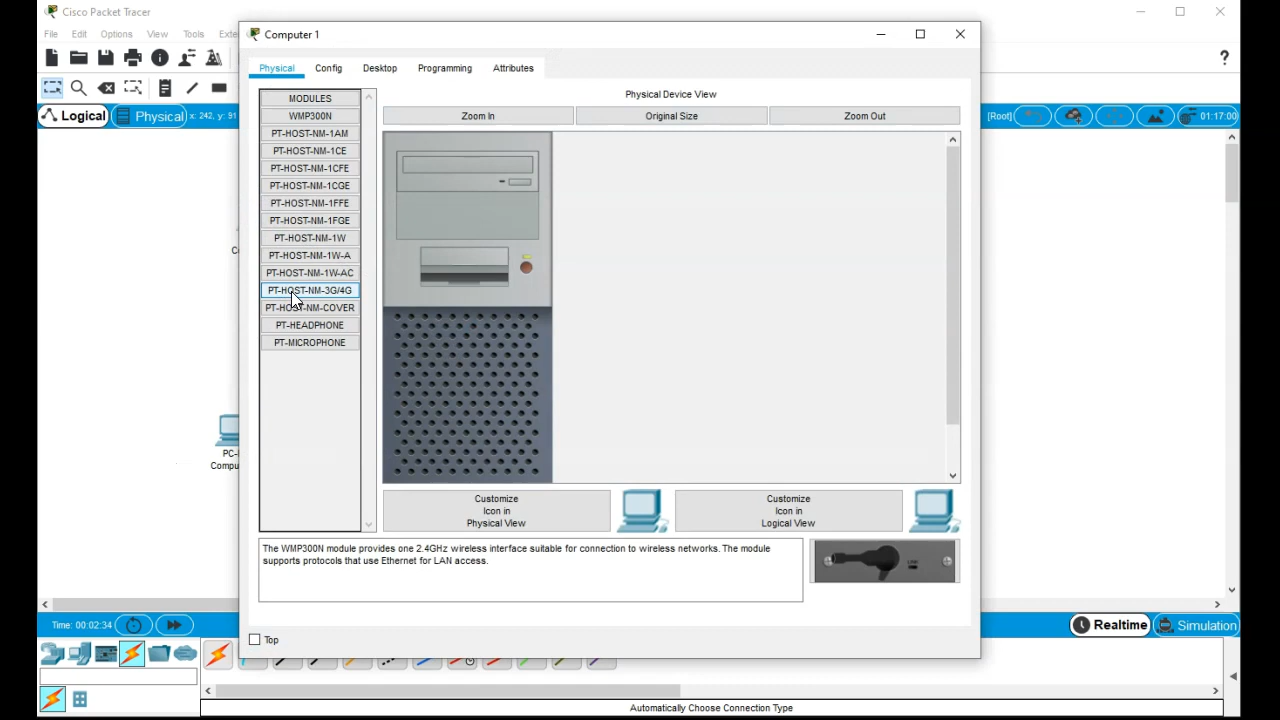 Cisco Packet Tracer
File Edit Options View Tools Exte
Computer 1
Physical Config Desktop Programming Attributes
Logical
Physical
x: 242, y: 91
[Root]
01:17:00
MODULES
WMP300N
PT-HOST-NM-1AM
PT-HOST-NM-1CE
PT-HOST-NM-1CFE
PT-HOST-NM-1CGE
PT-HOST-NM-1FFE
PT-HOST-NM-1FGE
PT-HOST-NM-1W
PT-HOST-NM-1W-A
PT-HOST-NM-1W-AC
PT-HOST-NM-3G/4G
PT-HOST-NM-COVER
PT-HEADPHONE
PT-MICROPHONE
Physical Device View
Zoom In
Original Size
Zoom Out
C
PC-
Compu
Customize
Icon in
Physical View
Customize
Icon in
Logical View
The WMP300N module provides one 2.4GHz wireless interface suitable for connection to wireless networks. The module
supports protocols that use Ethernet for LAN access.
Top
Time: 00:02:34
Realtime
Simulation
Automatically Choose Connection Type